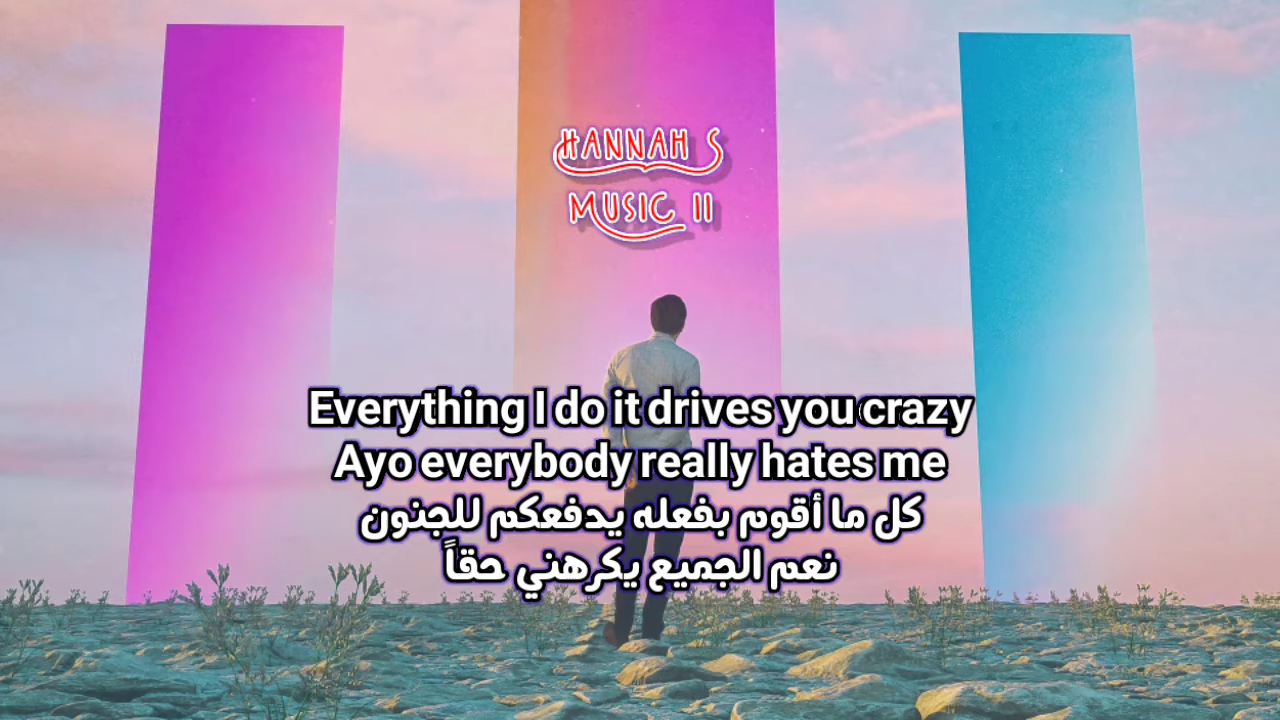 HANNAH S
MUSIC II
Everything I do it drives you crazy
Ayo everybody really hates me
كل ما أقوم بفعله يدفعكم للجنون
نعم الجميع يكرهني حقاً